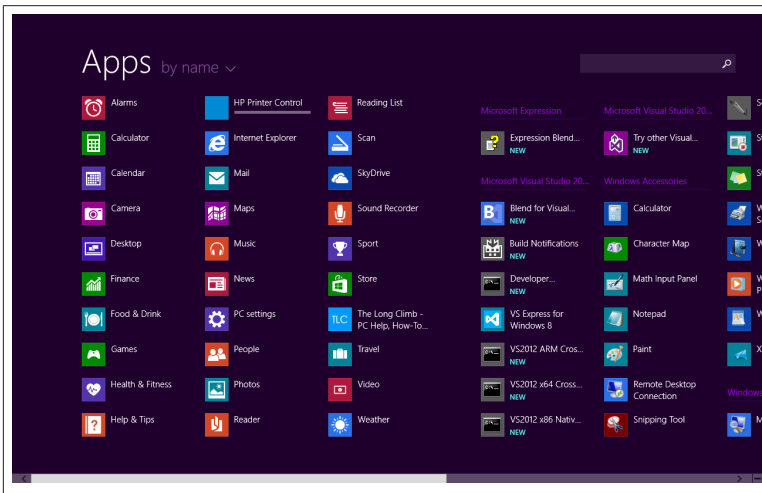 Apps by name
Alarms
Calculator
Calendar
Camera
Desktop
Finance
Food & Drink
Games
Health & Fitness
Help & Tips
HP Printer Control
Internet Explorer
Mail
Maps
Music
News
PC settings
People
Photos
Reader
Reading List
Scan
SkyDrive
Sound Recorder
Sport
Store
TLC
The Long Climb -
PC Help, How-To...
Travel
Video
Weather
Microsoft Expression
Expression Blend...
NEW
Microsoft Visual Studio 20...
Blend for Visual...
NEW
Build Notifications
NEW
Developer...
NEW
VS Express for
Windows 8
VS2012 ARM Cros...
NEW
VS2012 x64 Cross...
NEW
VS2012 x86 Nativ...
NEW
Microsoft Visual Studio 20...
Try other Visual...
NEW
Windows Accessories
Calculator
Character Map
Math Input Panel
Notepad
Paint
Remote Desktop
Connection
Snipping Tool
Windows